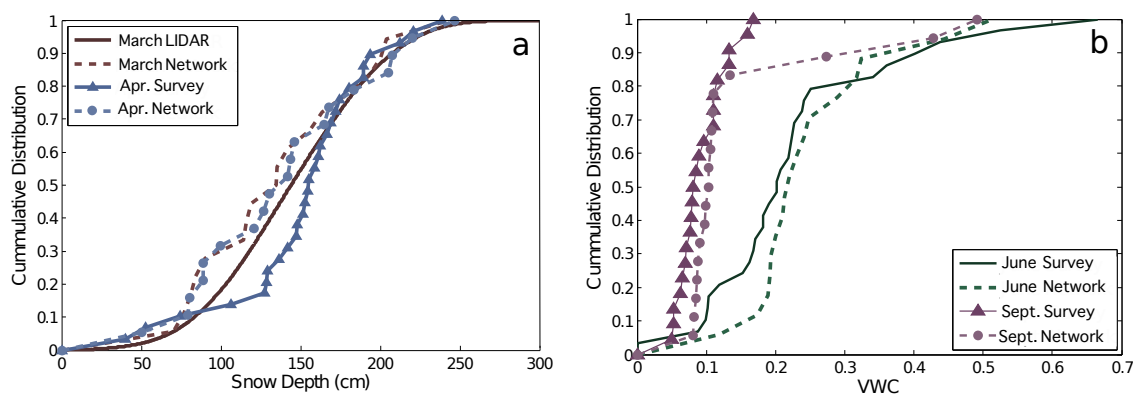 a
March LIDAR
March Network
Apr. Survey
Apr. Network
1
0.9
0.8
0.7
0.6
0.5
0.4
0.3
0.2
0.1
0
Cummulative Distribution
0 50 100 150 200 250 300
Snow Depth (cm)
b
1
0.9
0.8
0.7
0.6
0.5
0.4
0.3
0.2
0.1
0
Cummulative Distribution
June Survey
June Network
Sept. Survey
Sept. Network
0 0.1 0.2 0.3 0.4 0.5 0.6 0.7
VWC